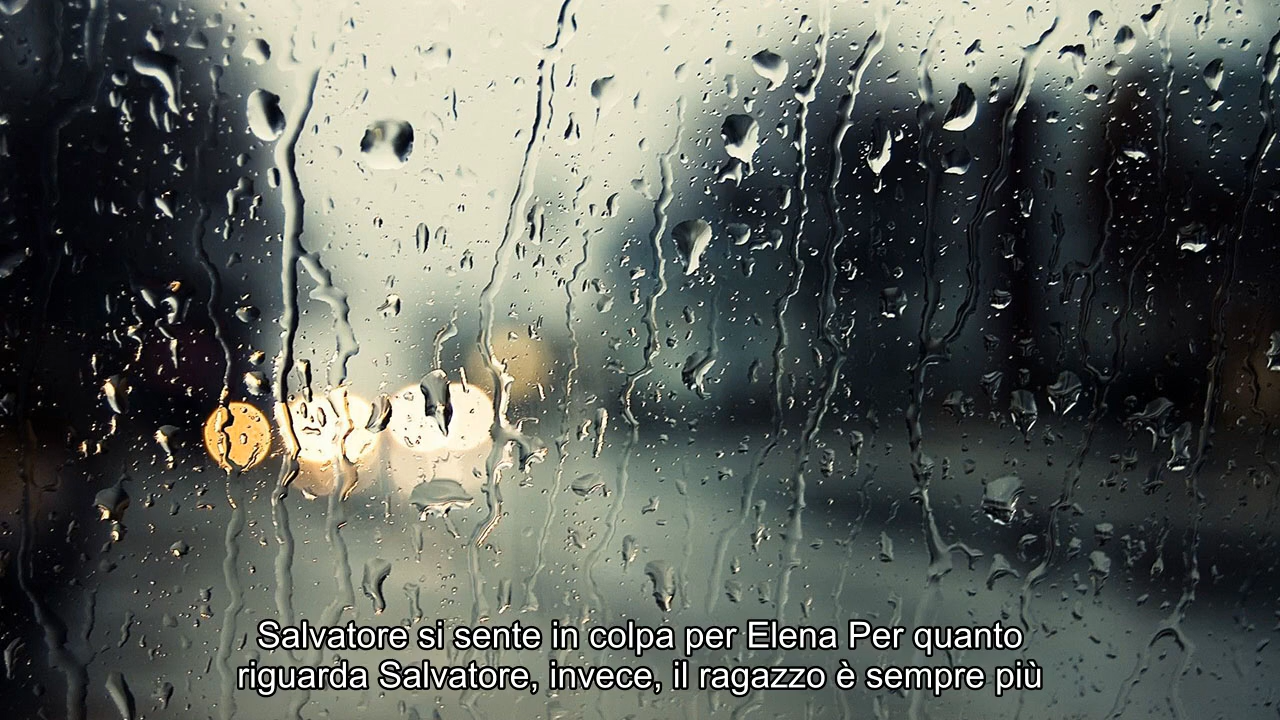 Salvatore si sente in colpa per Elena Per quanto
riguarda Salvatore, invece, il ragazzo è sempre più